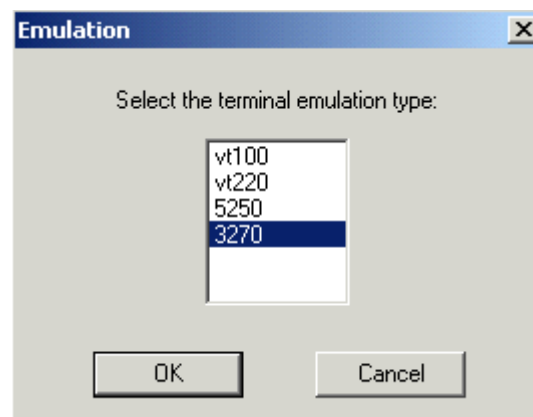 Emulation
Select the terminal emulation type:
vt100
vt220
5250
3270
OK Cancel